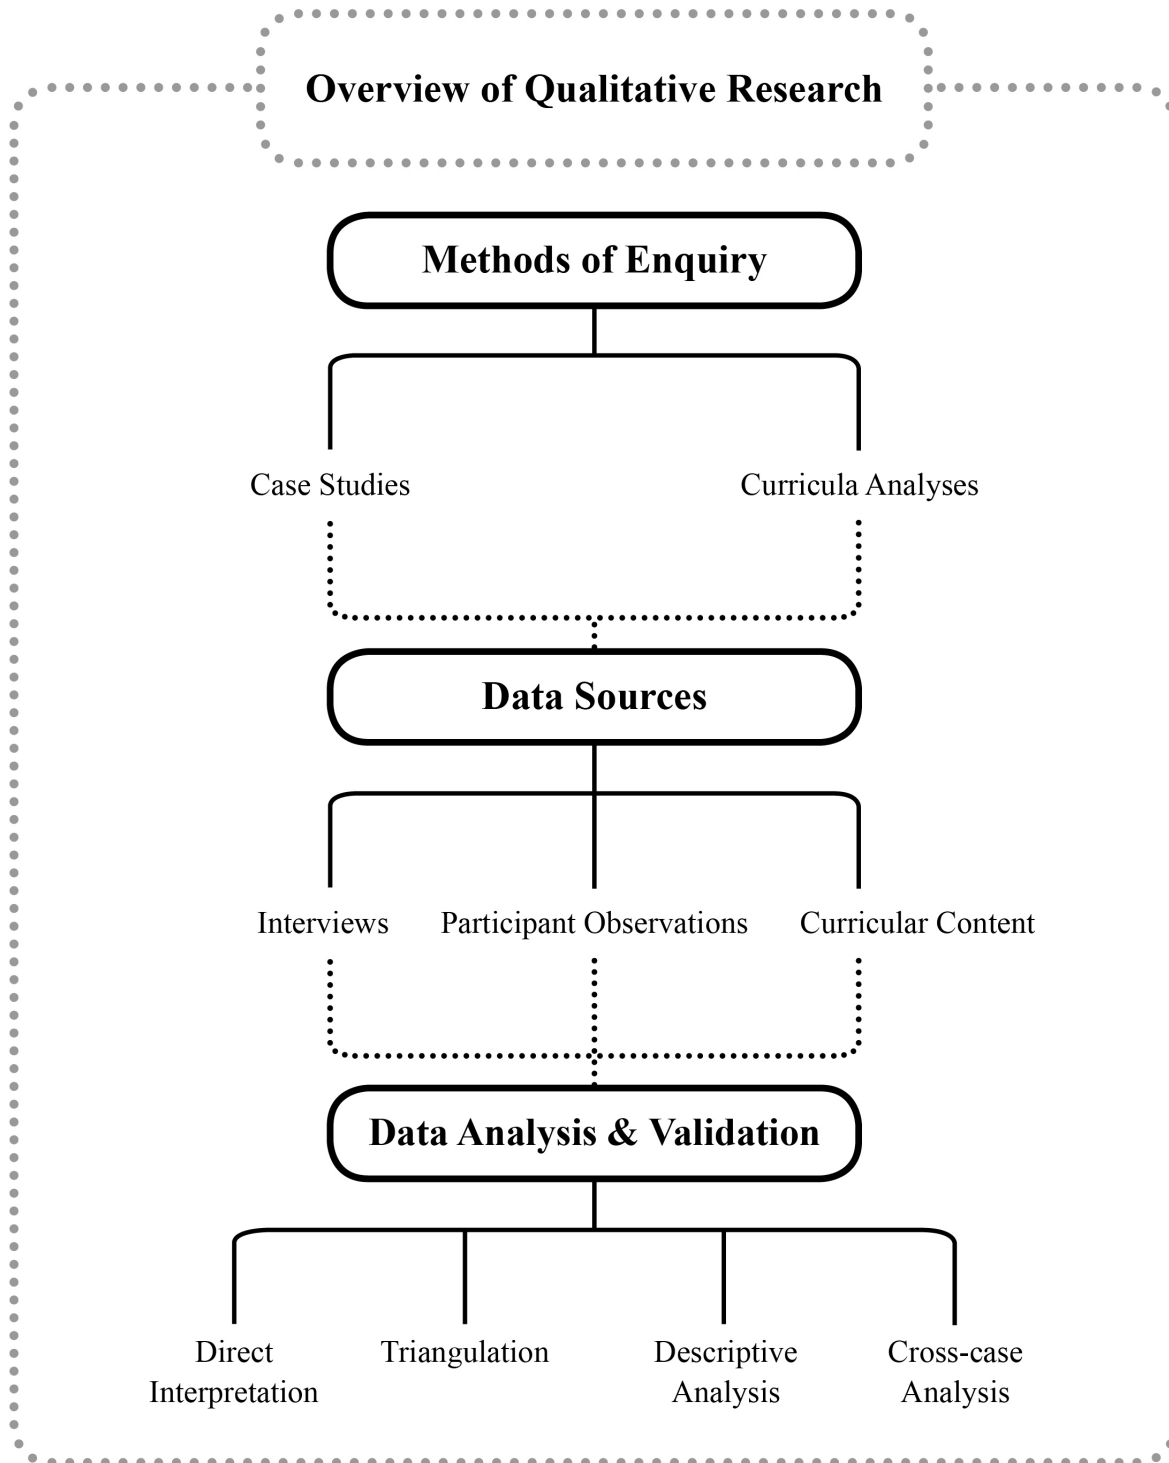 Overview of Qualitative Research
Methods of Enquiry
Case Studies
Curricula Analyses
Data Sources
Interviews
Participant Observations
Curricular Content
Data Analysis & Validation
Direct
Interpretation
Triangulation
Descriptive
Analysis
Cross-case
Analysis